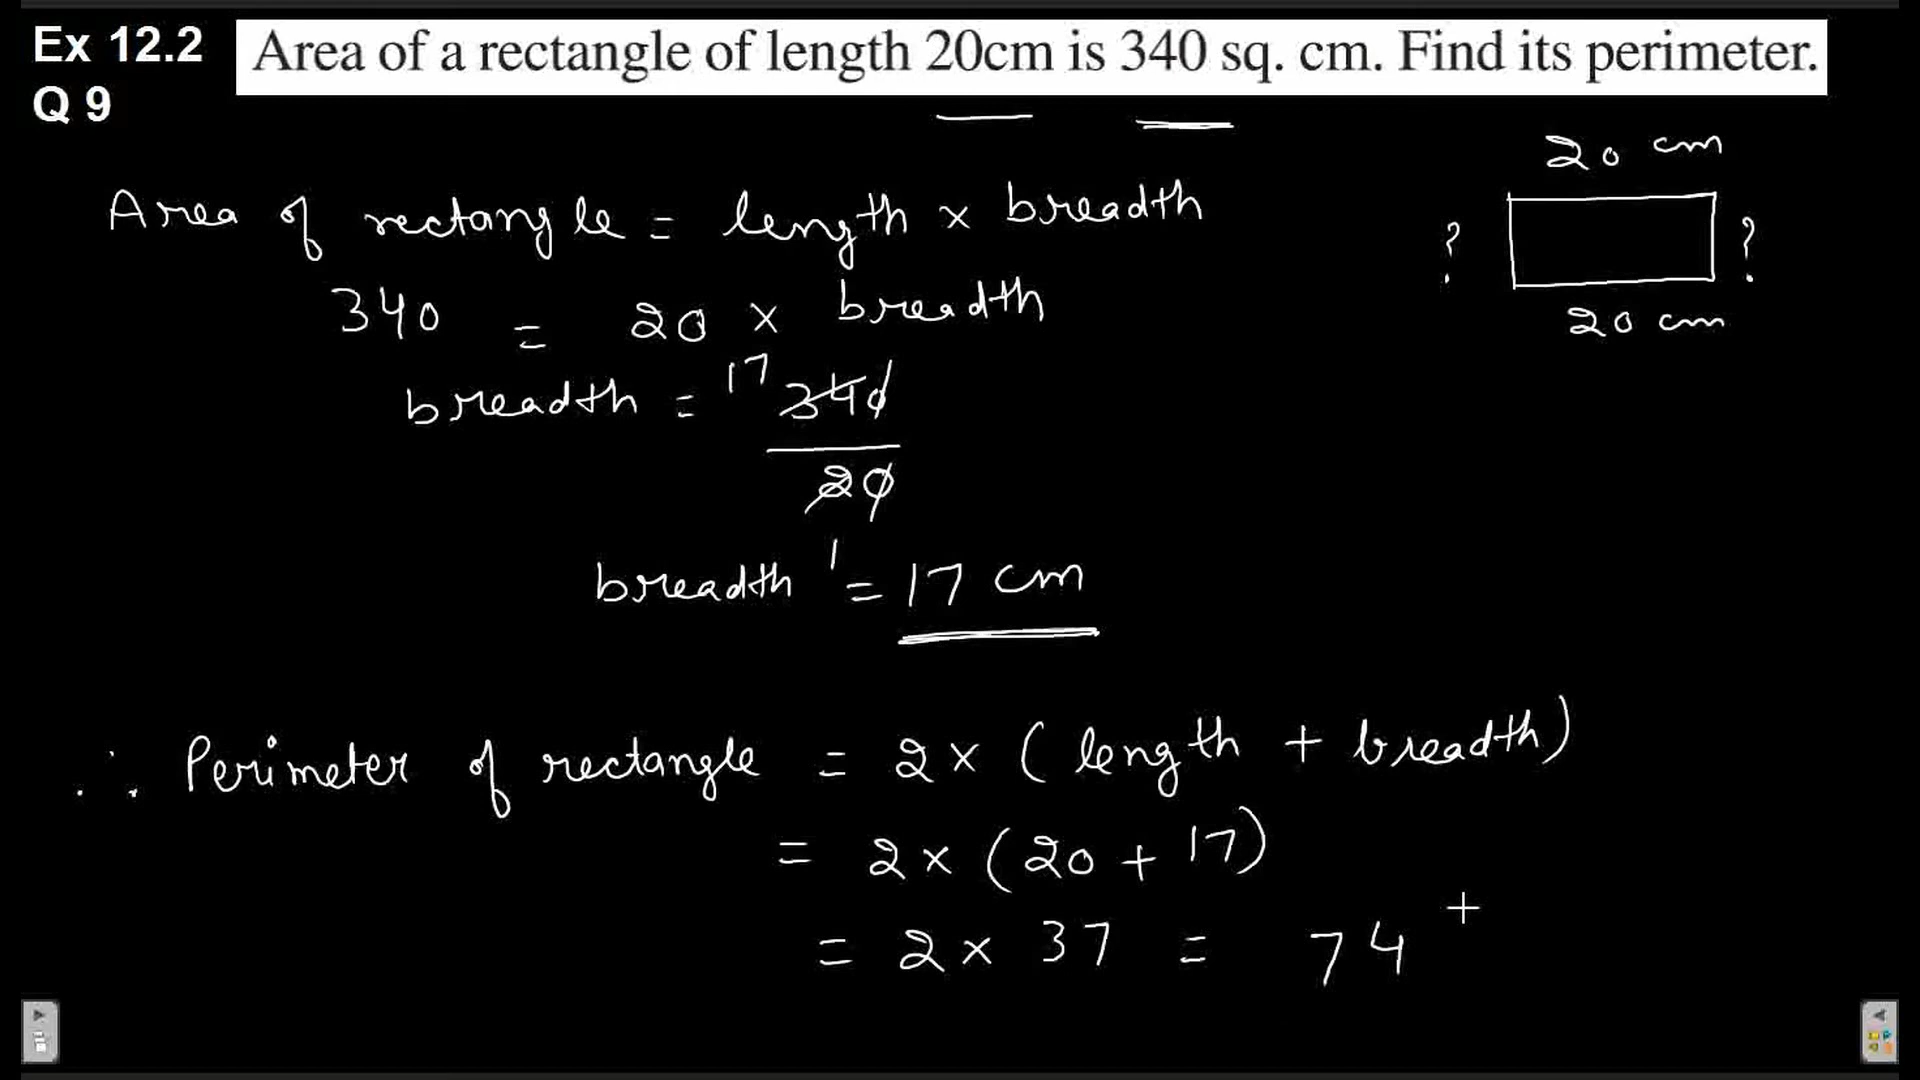 Ex 12.2
Q 9
Area of a rectangle of length 20cm is 340 sq. cm. Find its perimeter.
20 cm
? ?
20 cm
Area of rectangle = length x breadth
340 = 20 x breadth
breadth = 17 340
20
1
breadth = 17 cm
∴ Perimeter of rectangle = 2 x ( length + breadth )
= 2 x ( 20 + 17 )
= 2 x 37 = 74